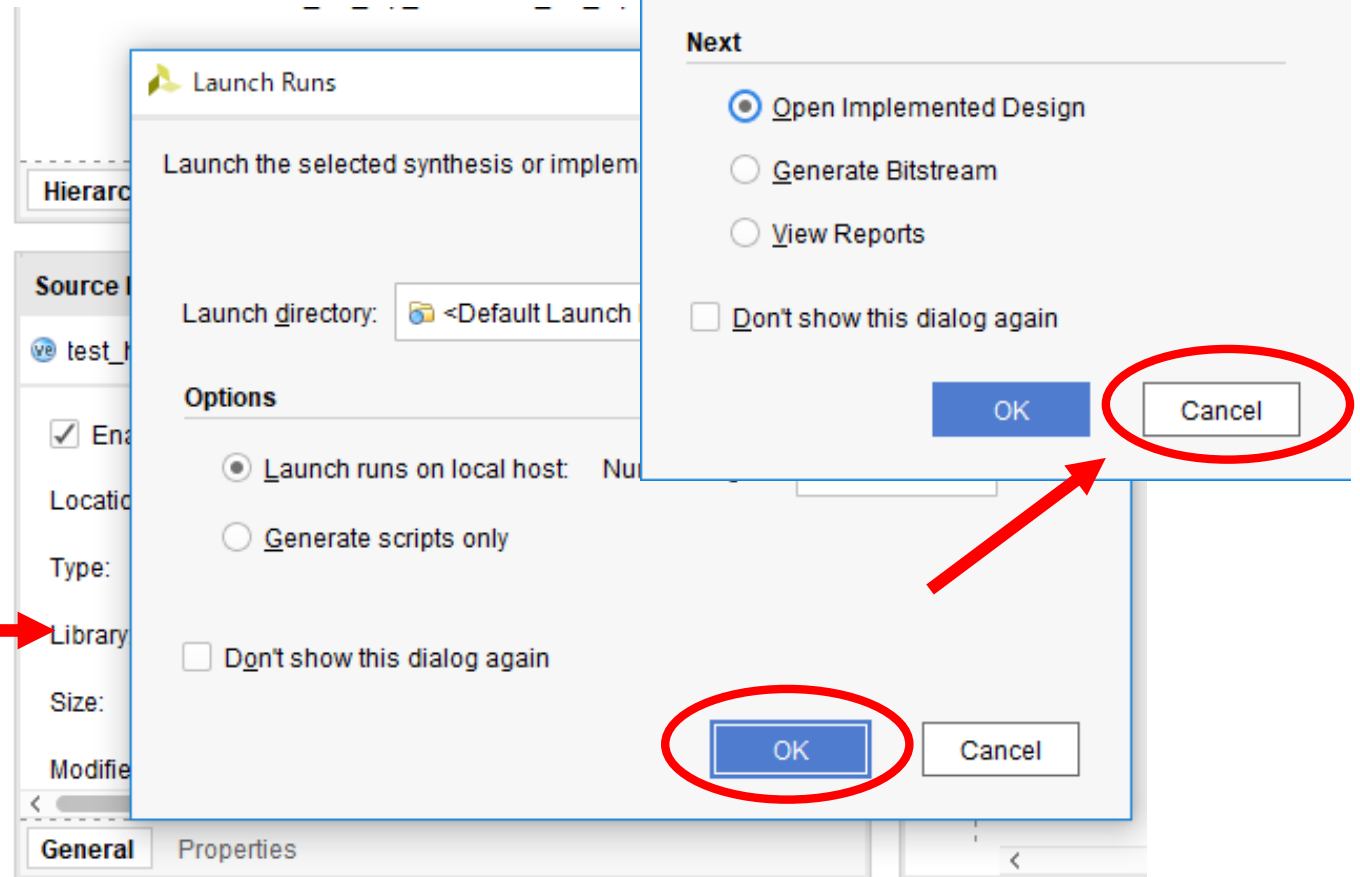 Launch Runs
Launch the selected synthesis or implem
Launch directory: <Default Launch
Options
Launch runs on local host:
Generate scripts only
Don't show this dialog again
OK Cancel
Next
Open Implemented Design
Generate Bitstream
View Reports
Don't show this dialog again
OK Cancel
Hierarc
Source
test_
Ena
Locatio
Type:
Library
Size:
Modifie
General Properties